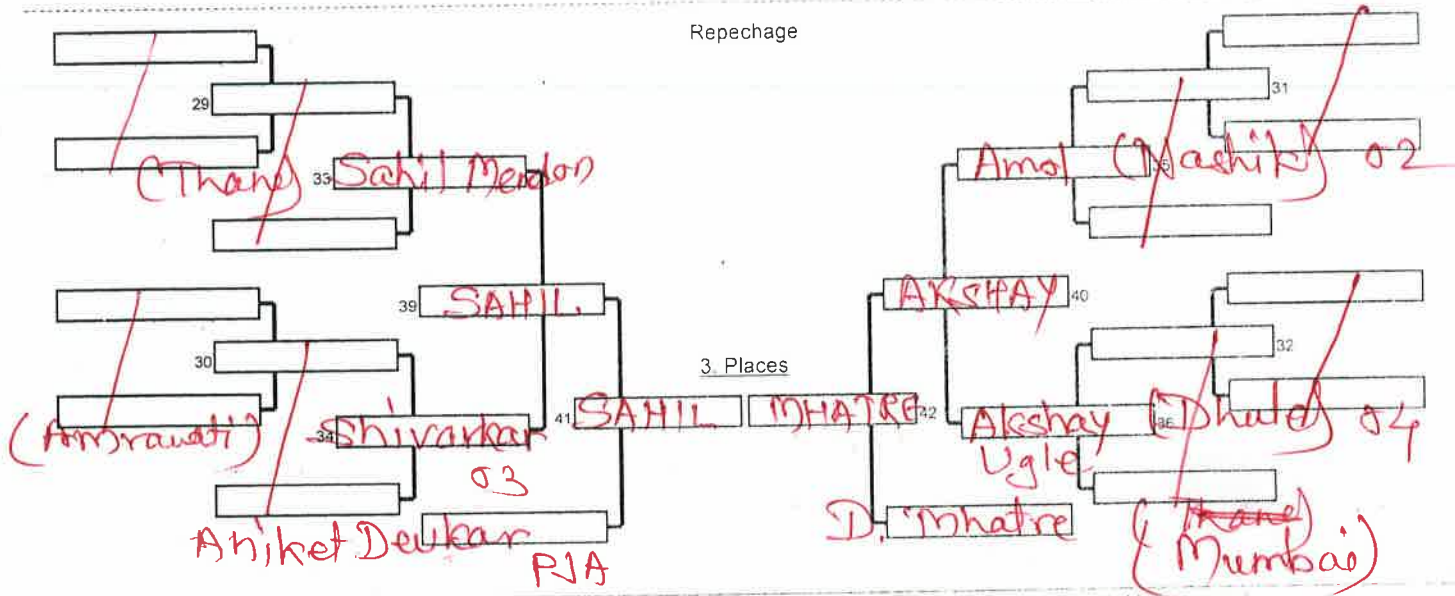 Repechage
29
31
(Thane) 33 Sahil Mendon
Amol (Nashik) 02
39 SAHIL
AKSHAY 40
30
32
3. Places
41 SAHIL MHATRE 42
(Amravati) 34 Shivarkar
03
Akshay 36 (Dhule) 04
Ugle
Aniket Devkar
PJA
D. Mhatre
(Thane)
(Mumbai)